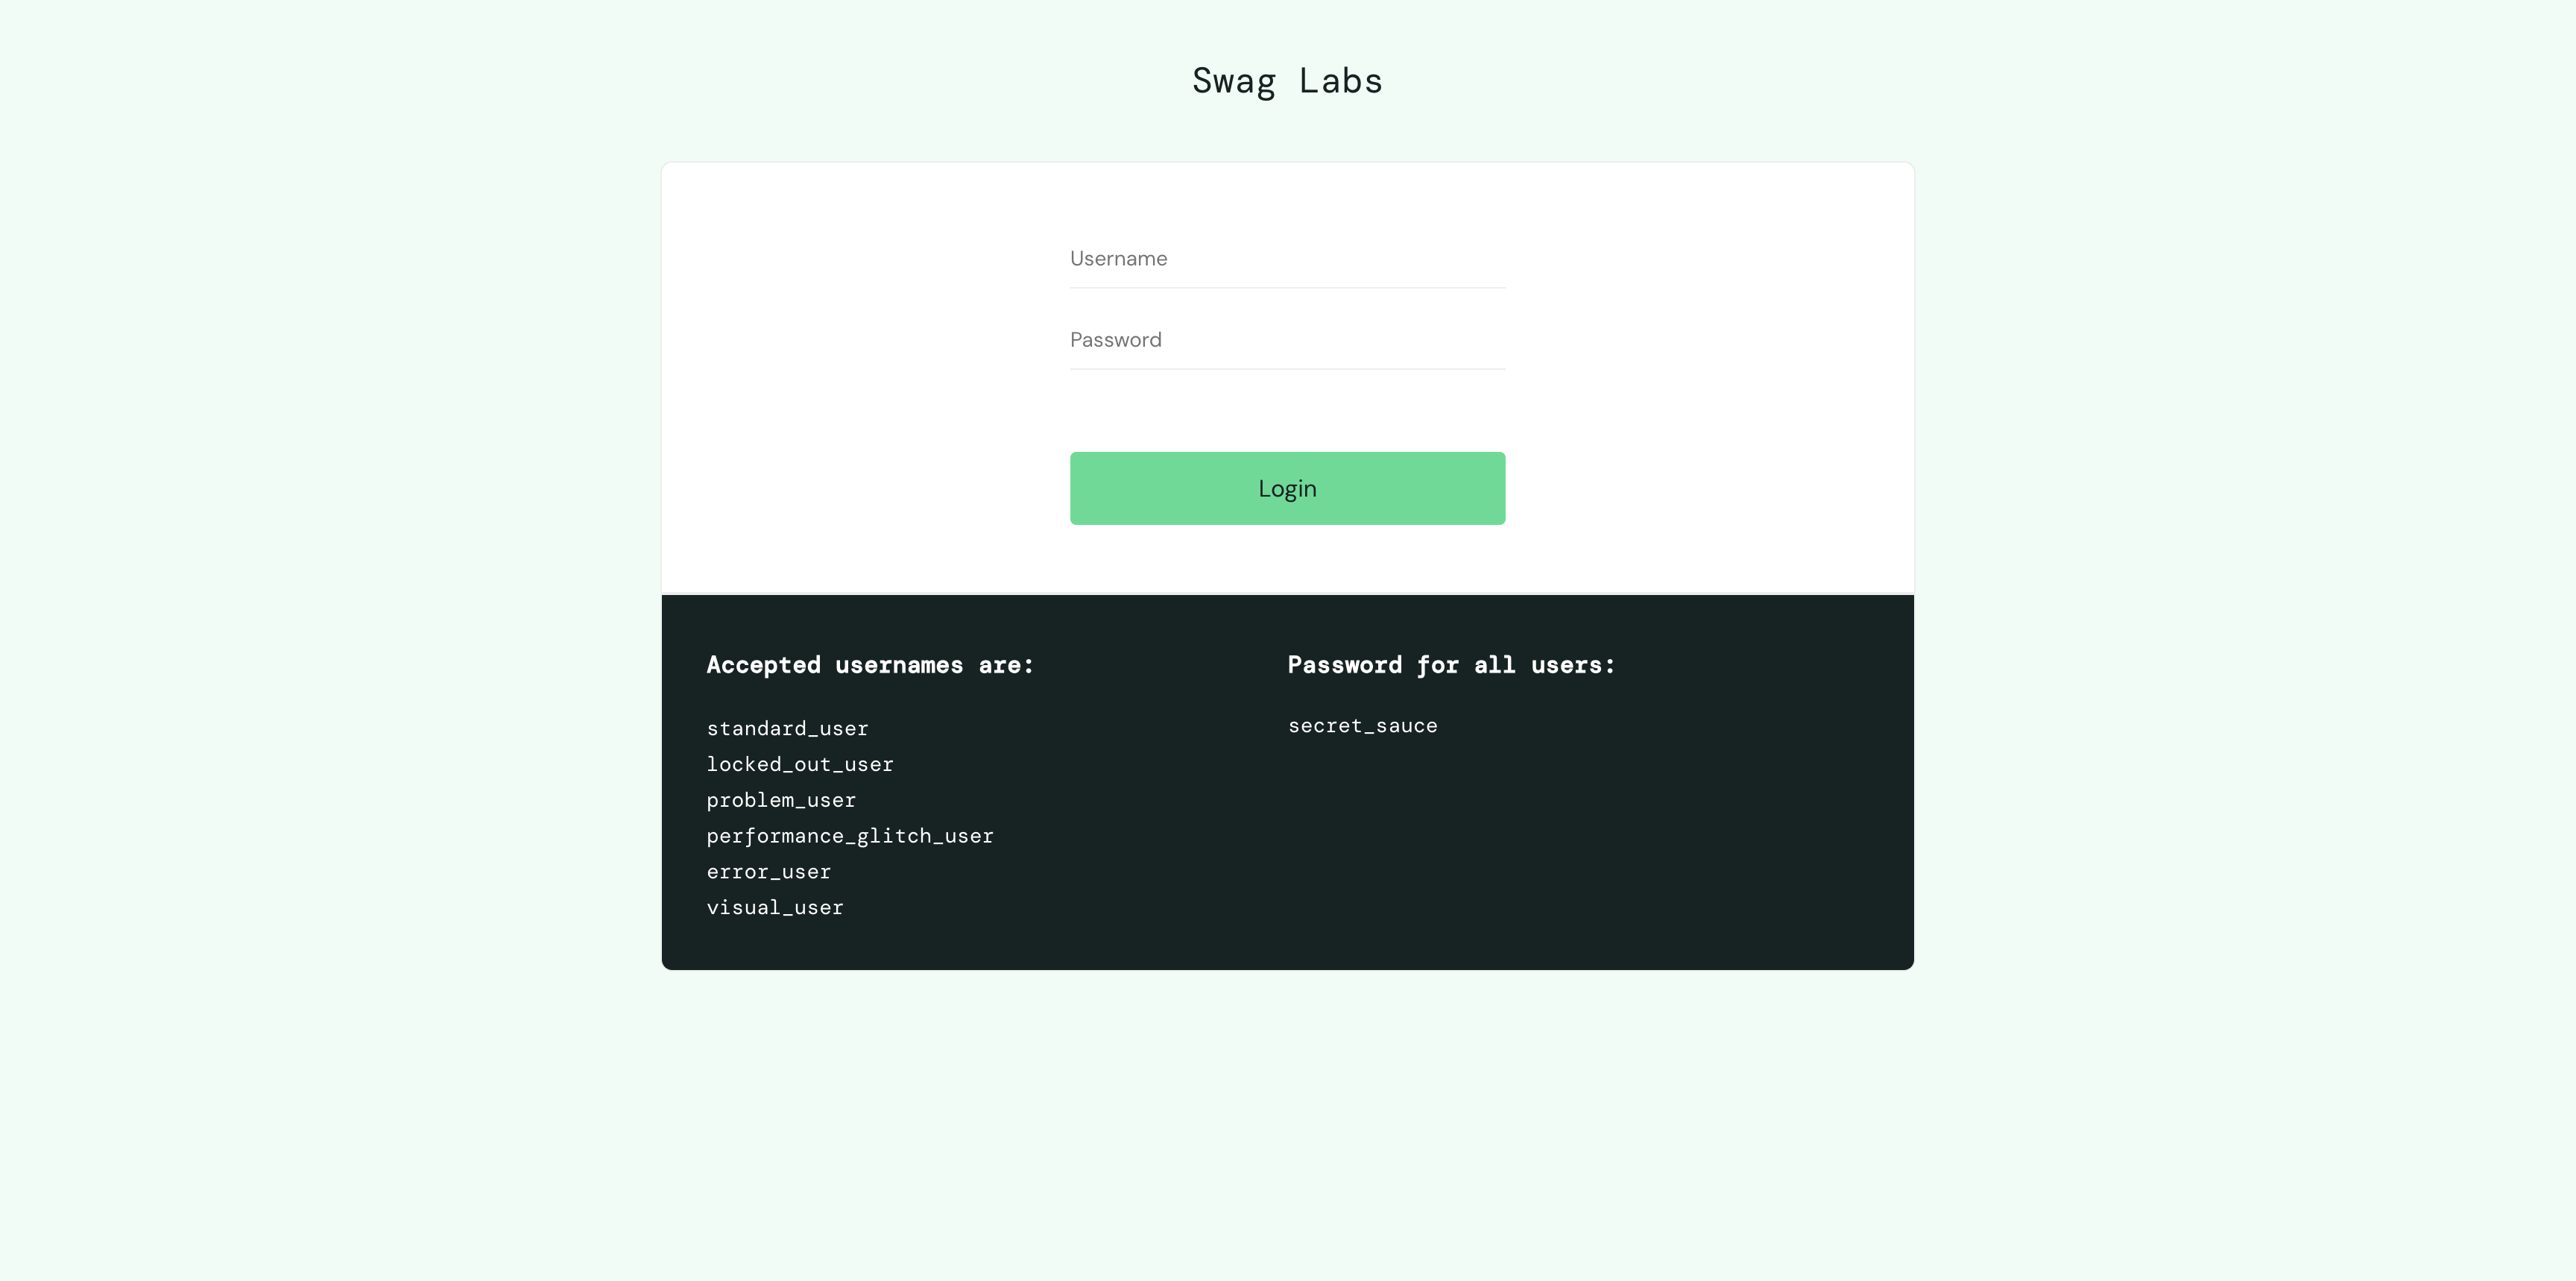 Swag Labs
Username
Password
Login
Accepted usernames are:
standard_user
locked_out_user
problem_user
performance_glitch_user
error_user
visual_user
Password for all users:
secret_sauce